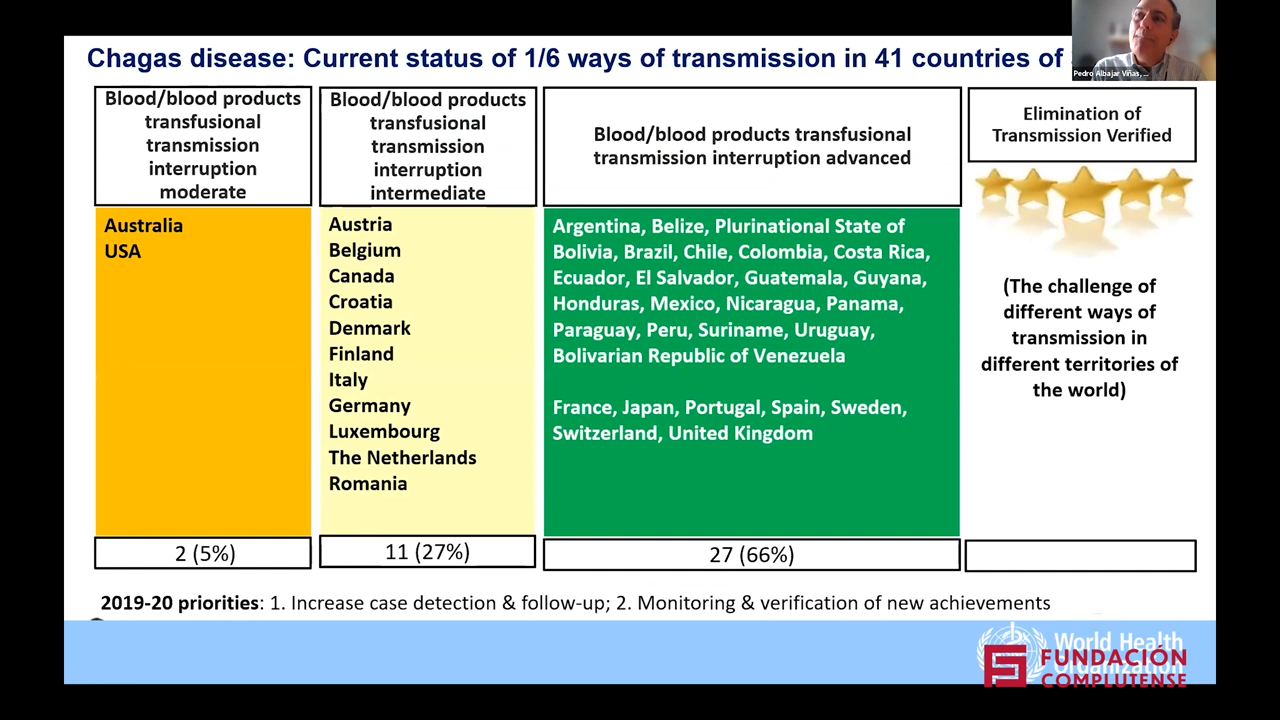 Chagas disease: Current status of 1/6 ways of transmission in 41 countries of
Pedro Albajar Viñas, ...
Blood/blood products
transfusional
transmission
interruption
moderate
Blood/blood products
transfusional
transmission
interruption
intermediate
Blood/blood products transfusional
transmission interruption advanced
Elimination of
Transmission Verified
Australia
USA
Austria
Belgium
Canada
Croatia
Denmark
Finland
Italy
Germany
Luxembourg
The Netherlands
Romania
Argentina, Belize, Plurinational State of
Bolivia, Brazil, Chile, Colombia, Costa Rica,
Ecuador, El Salvador, Guatemala, Guyana,
Honduras, Mexico, Nicaragua, Panama,
Paraguay, Peru, Suriname, Uruguay,
Bolivarian Republic of Venezuela
France, Japan, Portugal, Spain, Sweden,
Switzerland, United Kingdom
(The challenge of
different ways of
transmission in
different territories of
the world)
2 (5%)
11 (27%)
27 (66%)
2019-20 priorities: 1. Increase case detection & follow-up; 2. Monitoring & verification of new achievements
World Health
Organization
FUNDACIÓN
COMPLUTENSE